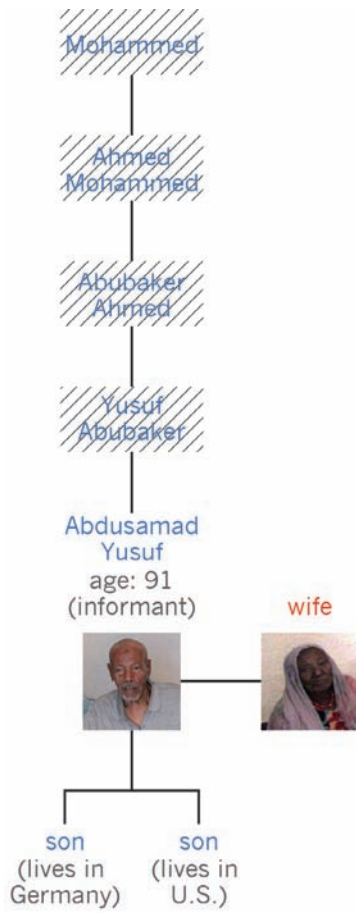 Mohammed
Ahmed
Mohammed
Abubaker
Ahmed
Yusuf
Abubaker
Abdusamad
Yusuf
age: 91
(informant)
wife
son
(lives in
Germany)
son
(lives in
U.S.)